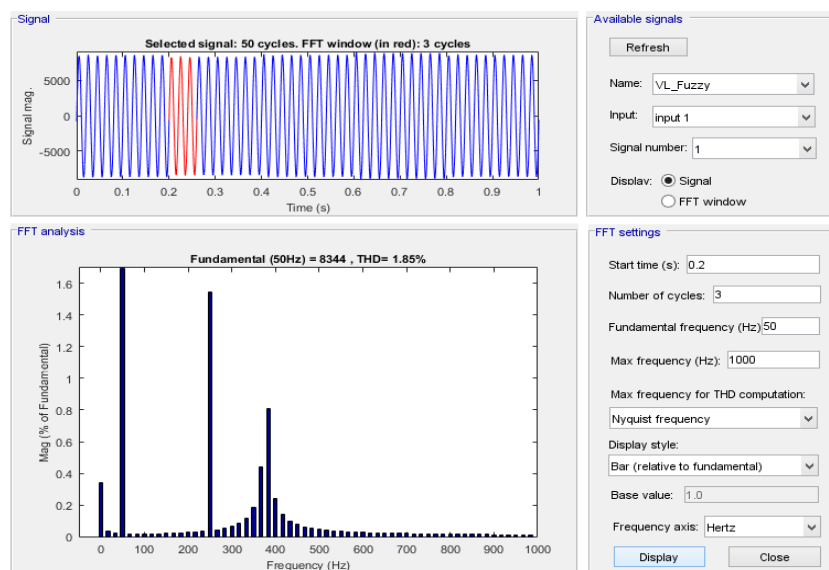 Signal
Selected signal: 50 cycles. FFT window (in red): 3 cycles
Signal mag.
5000
0
-5000
0 0.1 0.2 0.3 0.4 0.5 0.6 0.7 0.8 0.9 1
Time (s)
Available signals
Refresh
Name: VL_Fuzzy
Input: input 1
Signal number: 1
Display: Signal
FFT window
FFT analysis
Fundamental (50Hz) = 8344 , THD= 1.85%
Mag (% of Fundamental)
1.6
1.4
1.2
1
0.8
0.6
0.4
0.2
0
0 100 200 300 400 500 600 700 800 900 1000
Frequency (Hz)
FFT settings
Start time (s): 0.2
Number of cycles: 3
Fundamental frequency (Hz): 50
Max frequency (Hz): 1000
Max frequency for THD computation:
Nyquist frequency
Display style:
Bar (relative to fundamental)
Base value: 1.0
Frequency axis: Hertz
Display Close